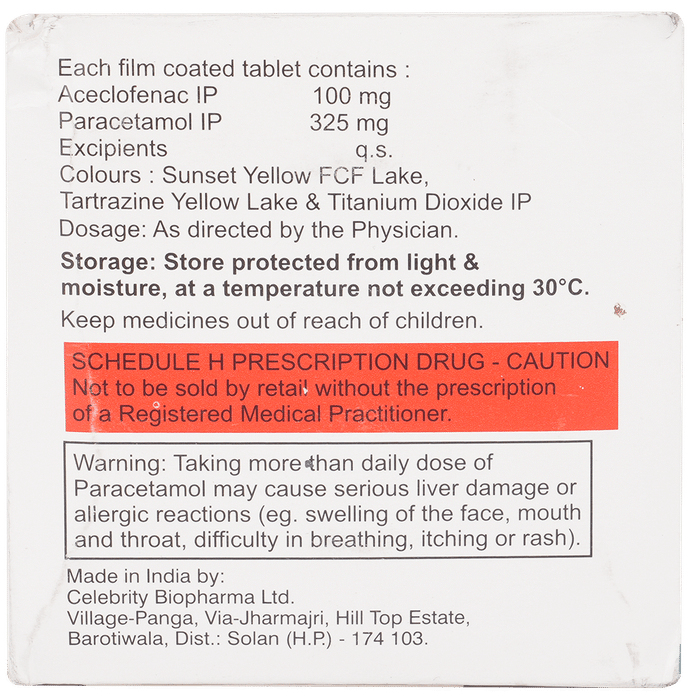 Each film coated tablet contains :
Aceclofenac IP 100 mg
Paracetamol IP 325 mg
Excipients q.s.
Colours : Sunset Yellow FCF Lake,
Tartrazine Yellow Lake & Titanium Dioxide IP
Dosage: As directed by the Physician.
Storage: Store protected from light &
moisture, at a temperature not exceeding 30°C.
Keep medicines out of reach of children.
SCHEDULE H PRESCRIPTION DRUG - CAUTION
Not to be sold by retail without the prescription
of a Registered Medical Practitioner.
Warning: Taking more than daily dose of
Paracetamol may cause serious liver damage or
allergic reactions (eg. swelling of the face, mouth
and throat, difficulty in breathing, itching or rash).
Made in India by:
Celebrity Biopharma Ltd.
Village-Panga, Via-Jharmajri, Hill Top Estate,
Barotiwala, Dist.: Solan (H.P.) - 174 103.